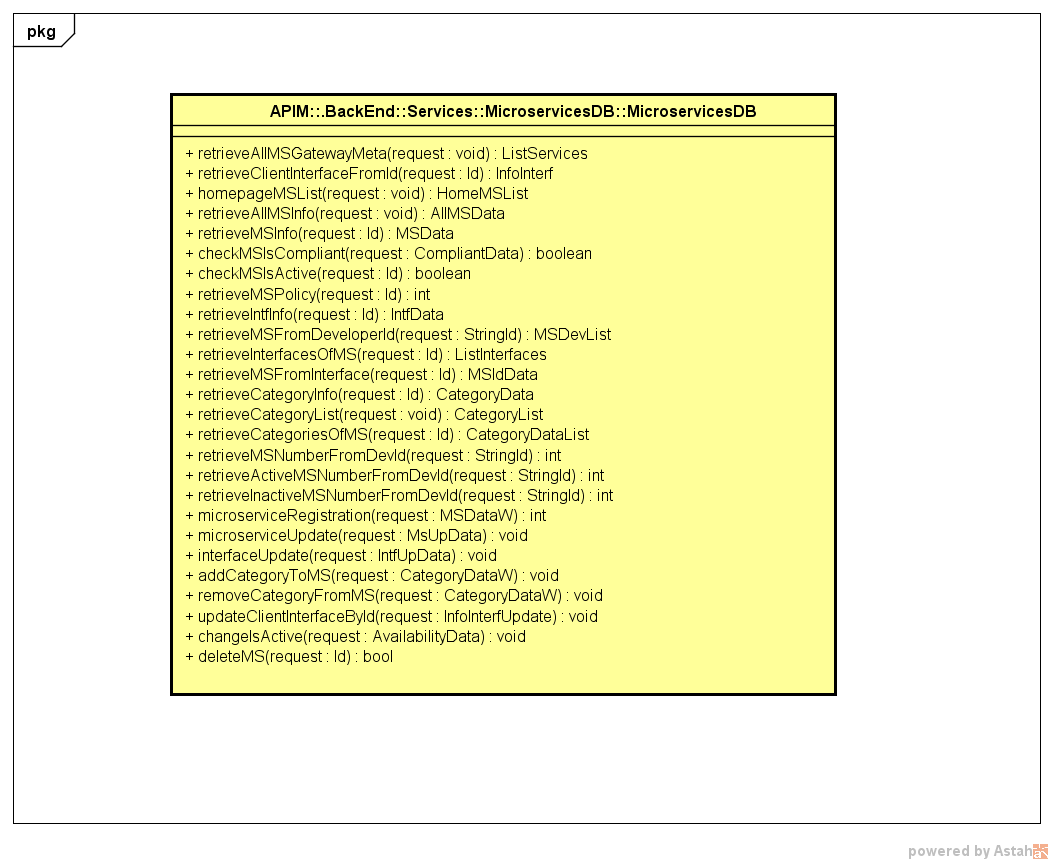 pkg
APIM::.BackEnd::Services::MicroservicesDB::MicroservicesDB
+ retrieveAllMSGatewayMeta(request : void) : ListServices
+ retrieveClientInterfaceFromId(request : Id) : InfoInterf
+ homepageMSList(request : void) : HomeMSList
+ retrieveAllMSInfo(request : void) : AllMSData
+ retrieveMSInfo(request : Id) : MSData
+ checkMSIsCompliant(request : CompliantData) : boolean
+ checkMSIsActive(request : Id) : boolean
+ retrieveMSPolicy(request : Id) : int
+ retrieveIntfInfo(request : Id) : IntfData
+ retrieveMSFromDeveloperId(request : StringId) : MSDevList
+ retrieveInterfacesOfMS(request : Id) : ListInterfaces
+ retrieveMSFromInterface(request : Id) : MSIdData
+ retrieveCategoryInfo(request : Id) : CategoryData
+ retrieveCategoryList(request : void) : CategoryList
+ retrieveCategoriesOfMS(request : Id) : CategoryDataList
+ retrieveMSNumberFromDevId(request : StringId) : int
+ retrieveActiveMSNumberFromDevId(request : StringId) : int
+ retrieveInactiveMSNumberFromDevId(request : StringId) : int
+ microserviceRegistration(request : MSDataW) : int
+ microserviceUpdate(request : MsUpData) : void
+ interfaceUpdate(request : IntfUpData) : void
+ addCategoryToMS(request : CategoryDataW) : void
+ removeCategoryFromMS(request : CategoryDataW) : void
+ updateClientInterfaceById(request : InfoInterfUpdate) : void
+ changeIsActive(request : AvailabilityData) : void
+ deleteMS(request : Id) : bool
powered by Astah